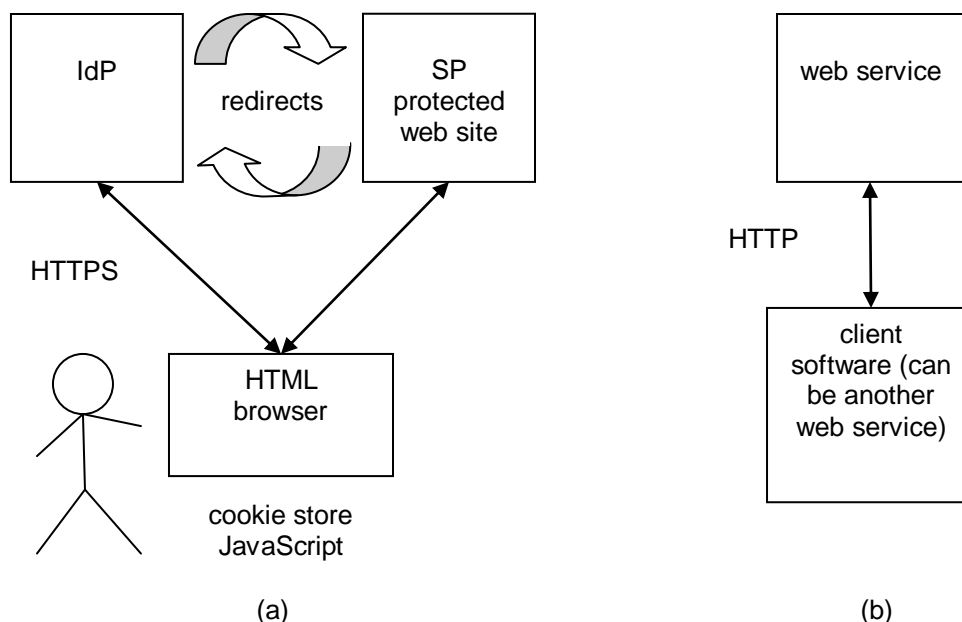 IdP
redirects
SP
protected
web site
HTTPS
HTML
browser
cookie store
JavaScript
(a)
web service
HTTP
client
software (can
be another
web service)
(b)